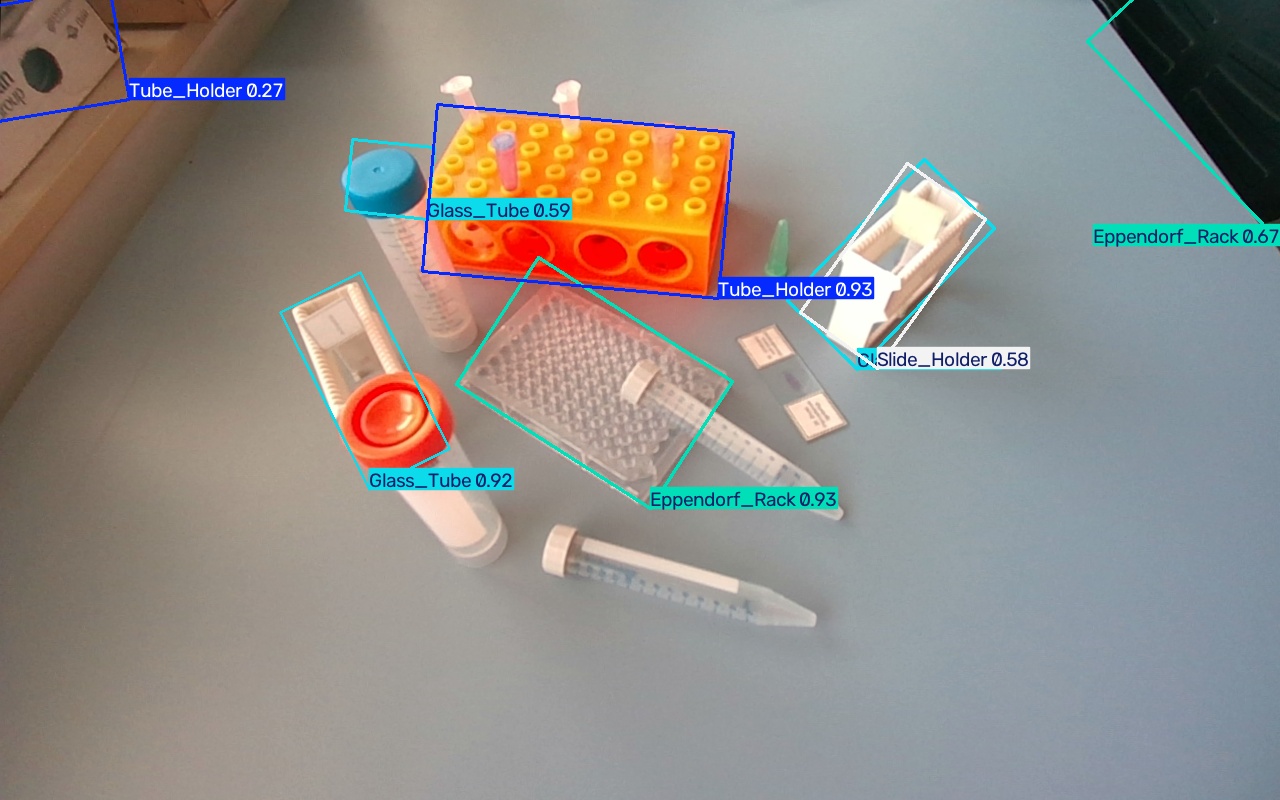 Tube_Holder 0.27
Glass_Tube 0.59
Eppendorf_Rack 0.67
Tube_Holder 0.93
Slide_Holder 0.58
Glass_Tube 0.92
Eppendorf_Rack 0.93